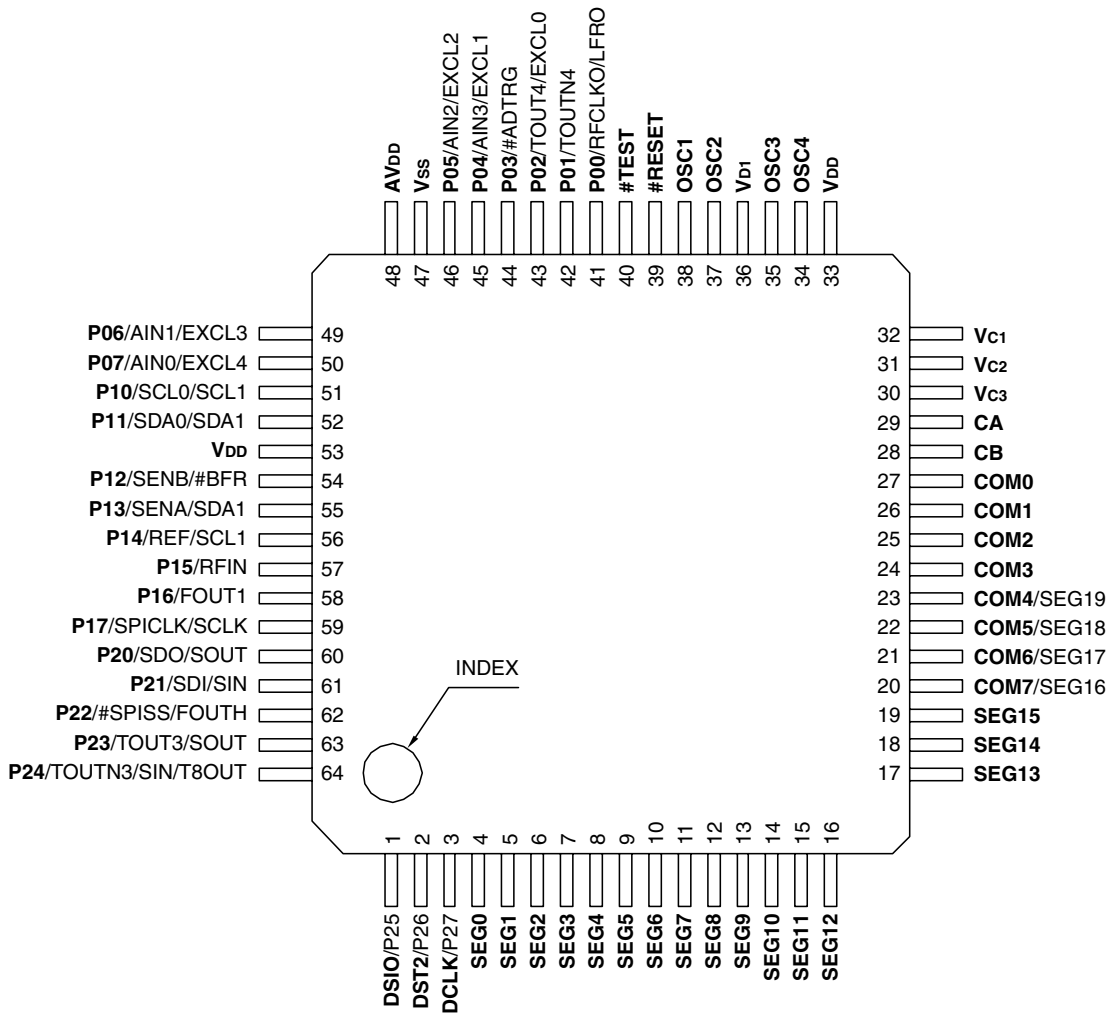 AVDD
VSS
P05/AIN2/EXCL2
P04/AIN3/EXCL1
P03/#ADTRG
P02/TOUT4/EXCL0
P01/TOUTN4
P00/RFCLKO/LFRO
#TEST
#RESET
OSC1
OSC2
VD1
OSC3
OSC4
VDD
48 47 46 45 44 43 42 41 40 39 38 37 36 35 34 33
P06/AIN1/EXCL3 49
P07/AIN0/EXCL4 50
P10/SCL0/SCL1 51
P11/SDA0/SDA1 52
VDD 53
P12/SENB/#BFR 54
P13/SENA/SDA1 55
P14/REF/SCL1 56
P15/RFIN 57
P16/FOUT1 58
P17/SPICLK/SCLK 59
P20/SDO/SOUT 60
P21/SDI/SIN 61
P22/#SPISS/FOUTH 62
P23/TOUT3/SOUT 63
P24/TOUTN3/SIN/T8OUT 64
INDEX
32 VC1
31 VC2
30 VC3
29 CA
28 CB
27 COM0
26 COM1
25 COM2
24 COM3
23 COM4/SEG19
22 COM5/SEG18
21 COM6/SEG17
20 COM7/SEG16
19 SEG15
18 SEG14
17 SEG13
1 2 3 4 5 6 7 8 9 10 11 12 13 14 15 16
DSIO/P25
DST2/P26
DCLK/P27
SEG0
SEG1
SEG2
SEG3
SEG4
SEG5
SEG6
SEG7
SEG8
SEG9
SEG10
SEG11
SEG12